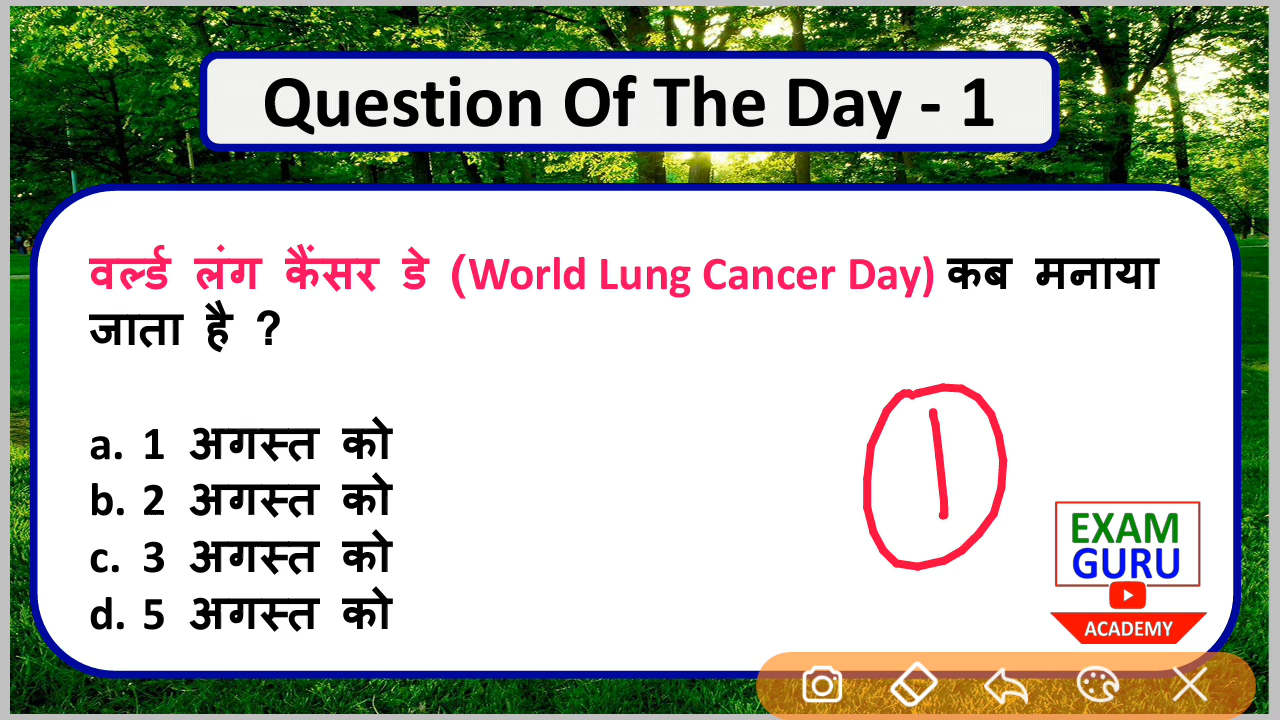 Question Of The Day - 1
वर्ल्ड लंग कैंसर डे (World Lung Cancer Day) कब मनाया
जाता है ?
a. 1 अगस्त को
b. 2 अगस्त को
c. 3 अगस्त को
d. 5 अगस्त को
1
EXAM
GURU
ACADEMY